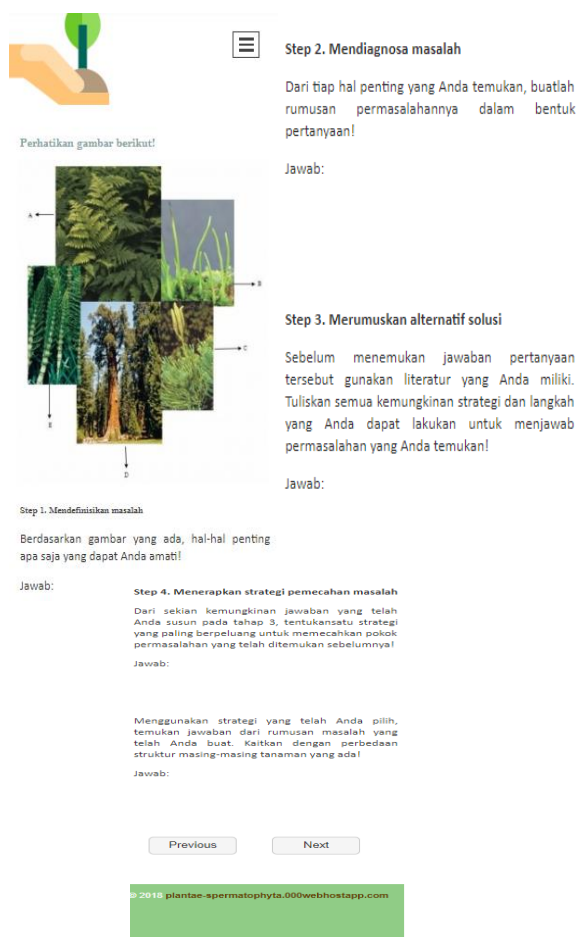 Perhatikan gambar berikut!
A
B
C
E
D
Step 1. Mendefinisikan masalah
Berdasarkan gambar yang ada, hal-hal penting
apa saja yang dapat Anda amati!
Jawab:
Step 2. Mendiagnosa masalah
Dari tiap hal penting yang Anda temukan, buatlah
rumusan permasalahannya dalam bentuk
pertanyaan!
Jawab:
Step 3. Merumuskan alternatif solusi
Sebelum menemukan jawaban pertanyaan
tersebut gunakan literatur yang Anda miliki.
Tuliskan semua kemungkinan strategi dan langkah
yang Anda dapat lakukan untuk menjawab
permasalahan yang Anda temukan!
Jawab:
Step 4. Menerapkan strategi pemecahan masalah
Dari sekian kemungkinan jawaban yang telah
Anda susun pada tahap 3, tentukansatu strategi
yang paling berpeluang untuk memecahkan pokok
permasalahan yang telah ditemukan sebelumnya!
Jawab:
Menggunakan strategi yang telah Anda pilih,
temukan jawaban dari rumusan masalah yang
telah Anda buat. Kaitkan dengan perbedaan
struktur masing-masing tanaman yang ada!
Jawab:
Previous Next
© 2018 plantae-spermatophyta.000webhostapp.com